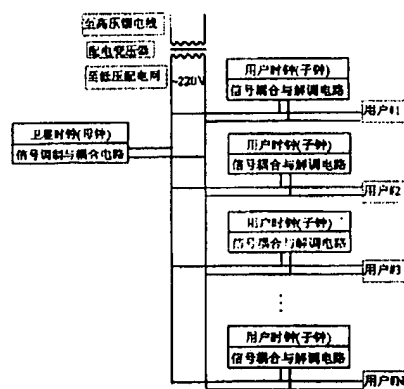 至高压馈电线
配电变压器
至低压配电网
~220V
用户时钟(子钟)
信号耦合与解调电路
用户#1
卫星时钟(母钟)
信号调制与耦合电路
用户时钟(子钟)
信号耦合与解调电路
用户#2
用户时钟(子钟)
信号耦合与解调电路
用户#3
用户时钟(子钟)
信号耦合与解调电路
用户#N